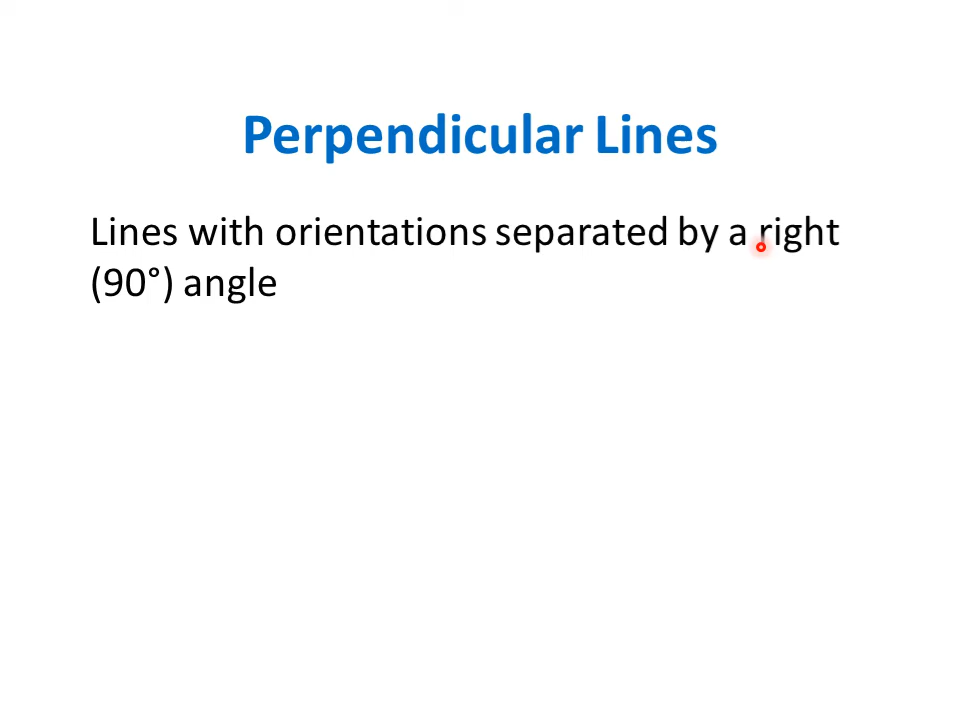 Perpendicular Lines
Lines with orientations separated by a right
(90°) angle